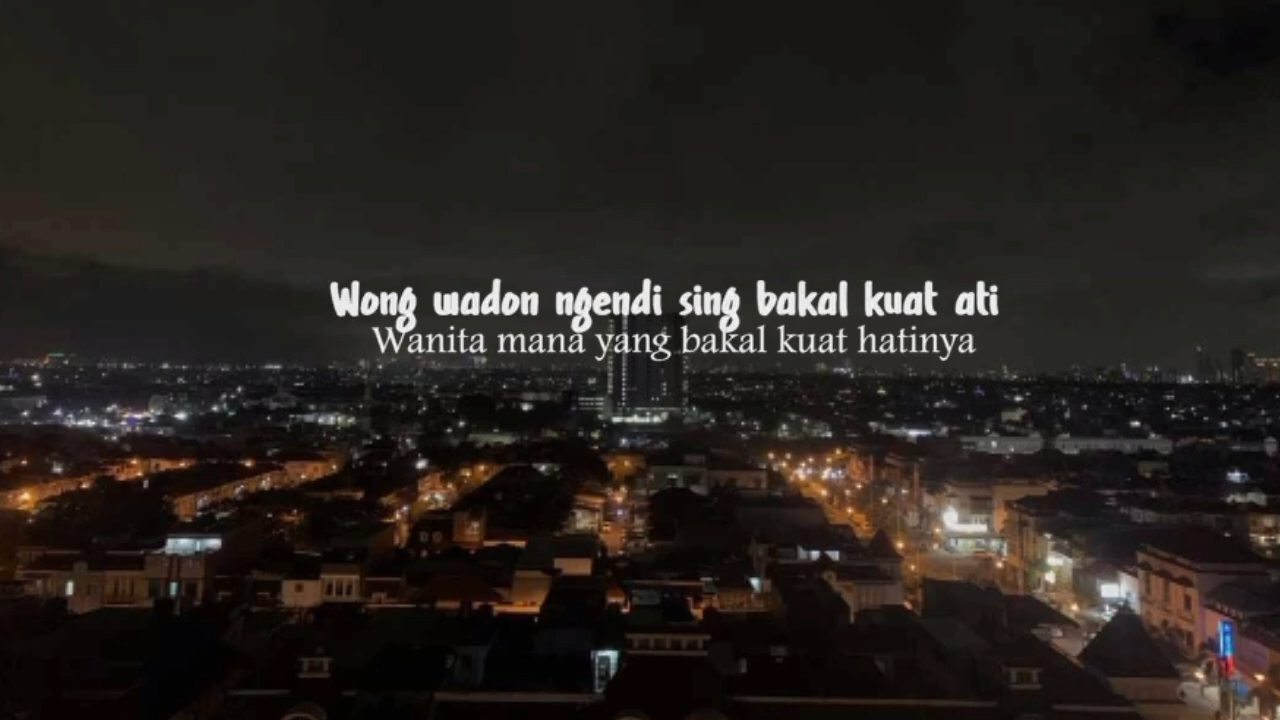 Wong wadon ngendi sing bakal kuat ati
Wanita mana yang bakal kuat hatinya